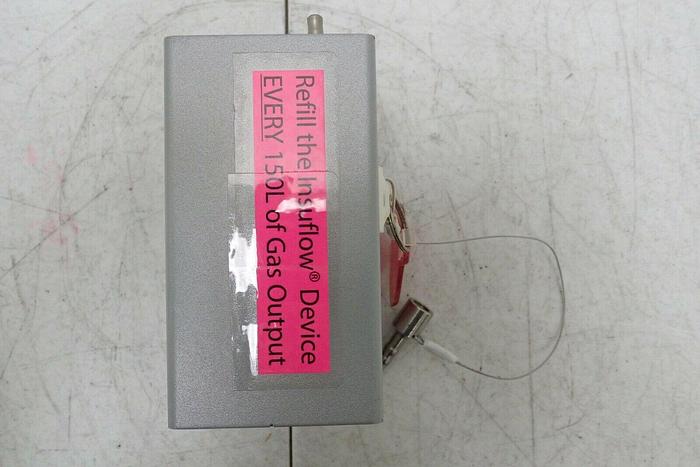 Refill the Insuflow® Device
EVERY 150L of Gas Output